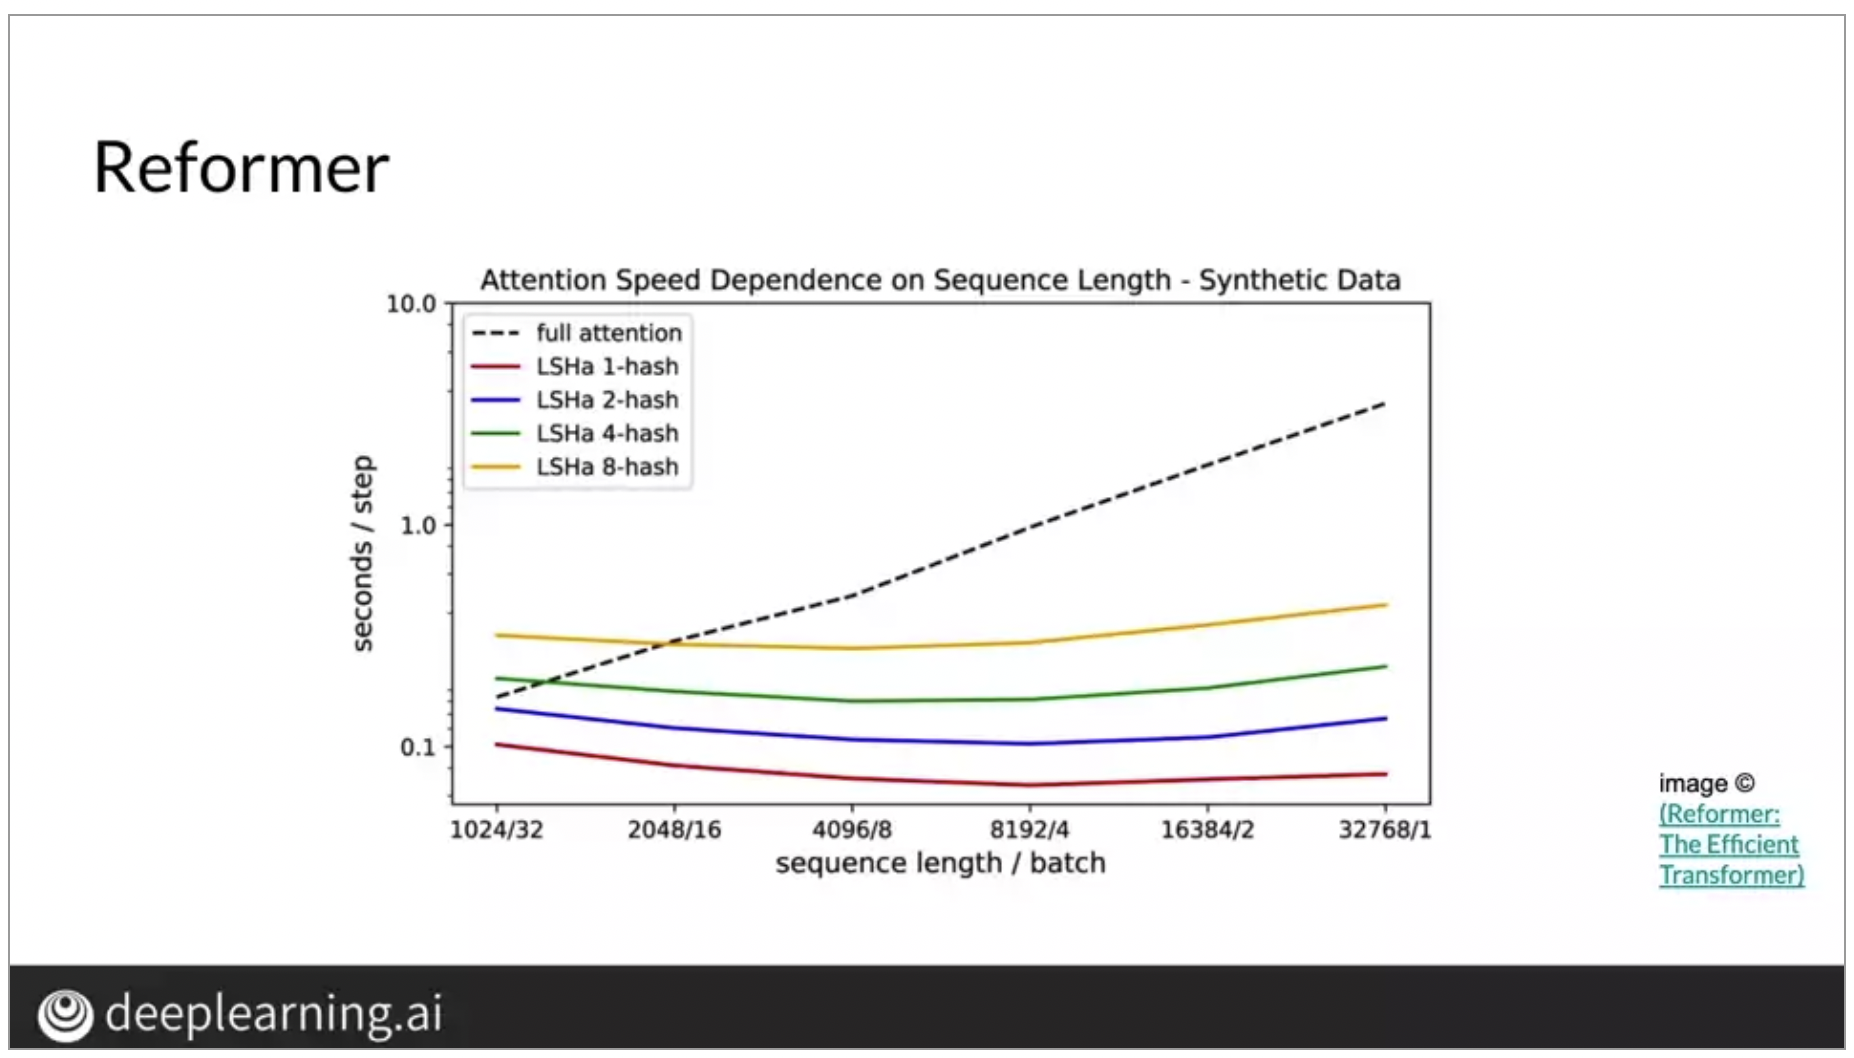 Reformer
Attention Speed Dependence on Sequence Length - Synthetic Data
10.0
full attention
LSHa 1-hash
LSHa 2-hash
LSHa 4-hash
LSHa 8-hash
seconds / step
1.0
0.1
1024/32 2048/16 4096/8 8192/4 16384/2 32768/1
sequence length / batch
image ©
(Reformer:
The Efficient
Transformer)
deeplearning.ai